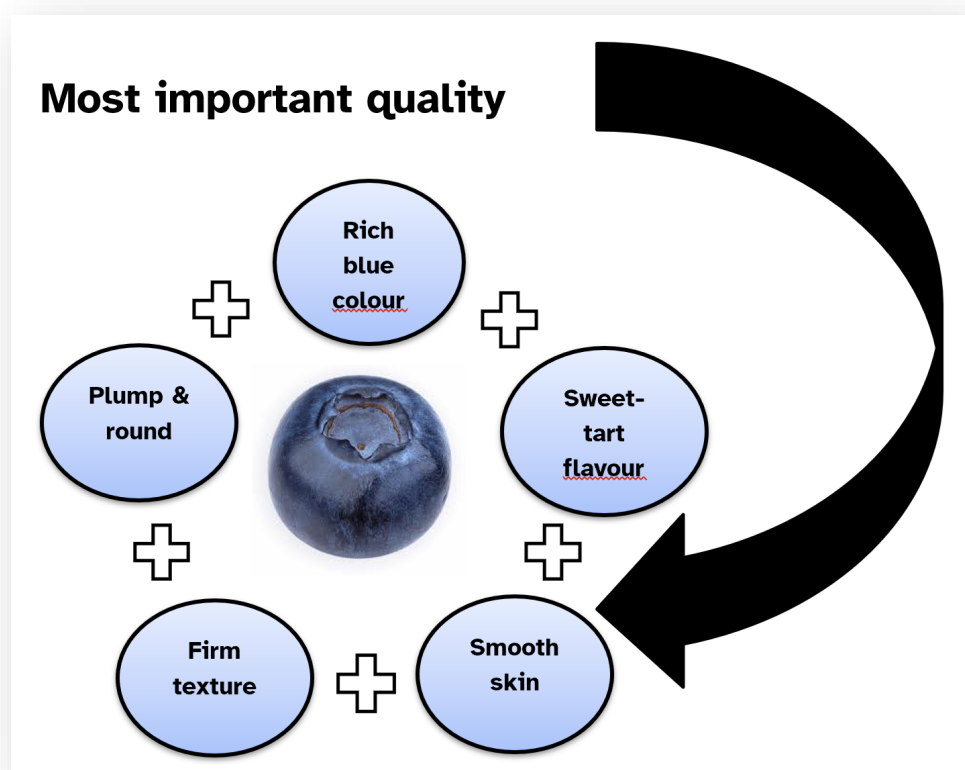 Most important quality
Rich
blue
colour
Plump &
round
Sweet-
tart
flavour
Firm
texture
Smooth
skin